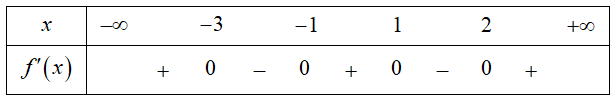 x −∞ −3 −1 1 2 +∞
f′(x) + 0 − 0 + 0 − 0 +